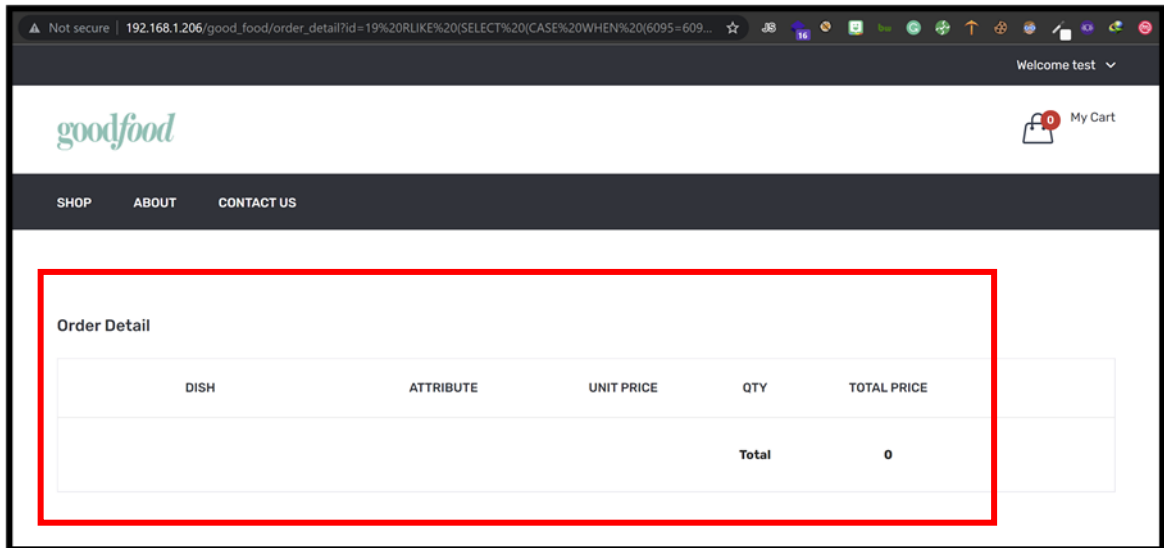 Not secure | 192.168.1.206/good_food/order_detail?id=19%20RLIKE%20(SELECT%20(CASE%20WHEN%20(6095=609...
JS
16
Welcome test
goodfood
0
My Cart
SHOP ABOUT CONTACT US
Order Detail
DISH ATTRIBUTE UNIT PRICE QTY TOTAL PRICE
Total 0